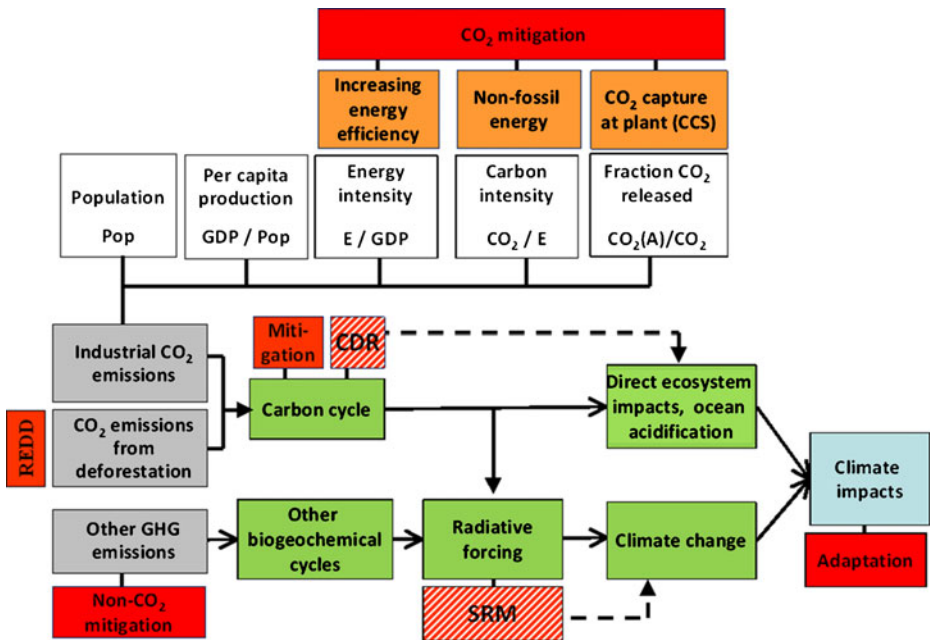 CO₂ mitigation
Increasing
energy
efficiency
Non-fossil
energy
CO₂ capture
at plant (CCS)
Population
Pop
Per capita
production
GDP / Pop
Energy
intensity
E / GDP
Carbon
intensity
CO₂ / E
Fraction CO₂
released
CO₂(A)/CO₂
Industrial CO₂
emissions
Miti-
gation
CDR
Carbon cycle
Direct ecosystem
impacts, ocean
acidification
REDD
CO₂ emissions
from
deforestation
Climate
impacts
Other GHG
emissions
Other
biogeochemical
cycles
Radiative
forcing
Climate change
Adaptation
Non-CO₂
mitigation
SRM